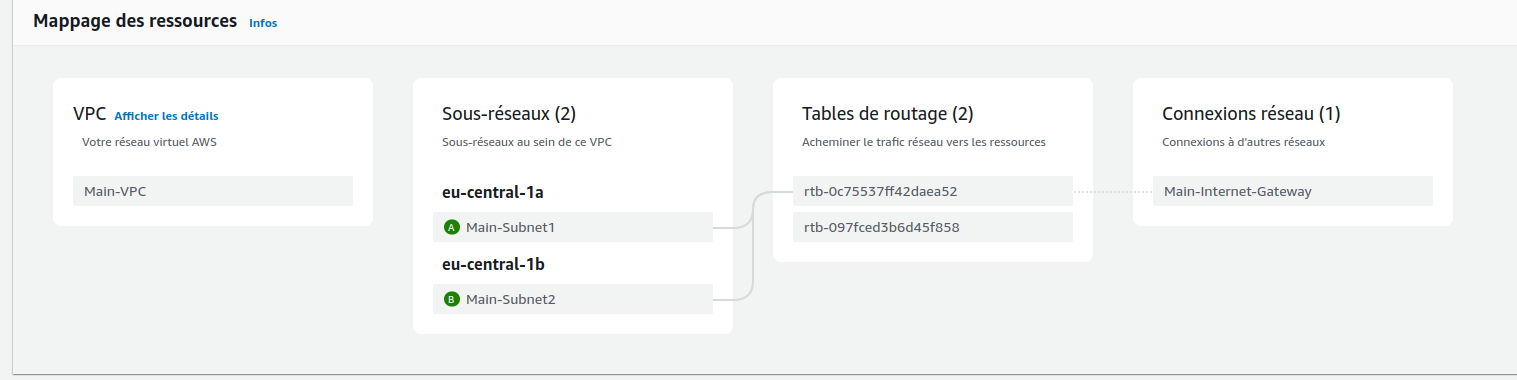 Mappage des ressources Infos
VPC Afficher les détails
Votre réseau virtuel AWS
Main-VPC
Sous-réseaux (2)
Sous-réseaux au sein de ce VPC
eu-central-1a
A Main-Subnet1
eu-central-1b
B Main-Subnet2
Tables de routage (2)
Acheminer le trafic réseau vers les ressources
rtb-0c75537ff42daea52
rtb-097fced3b6d45f858
Connexions réseau (1)
Connexions à d'autres réseaux
Main-Internet-Gateway